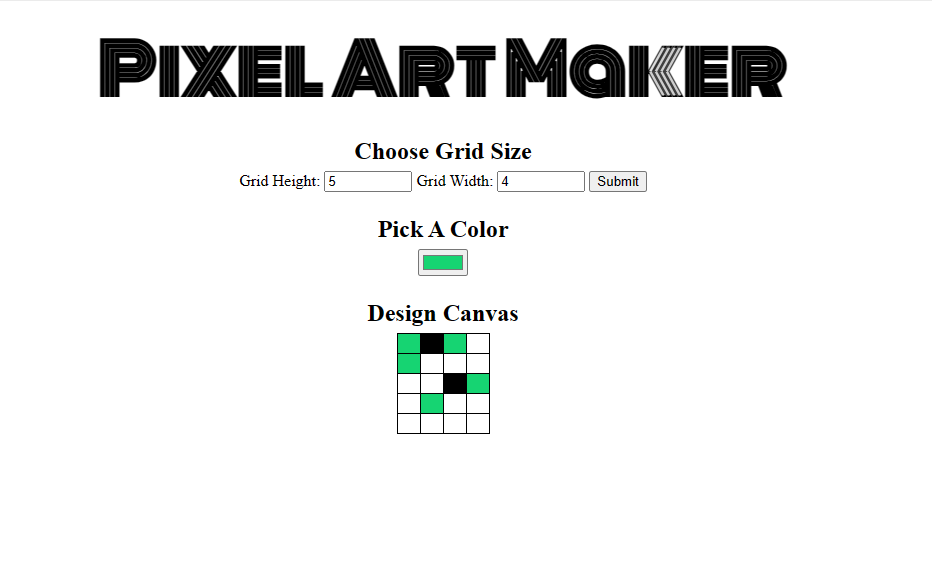 Pixel Art Maker
Choose Grid Size
Grid Height: 5 Grid Width: 4 Submit
Pick A Color
Design Canvas